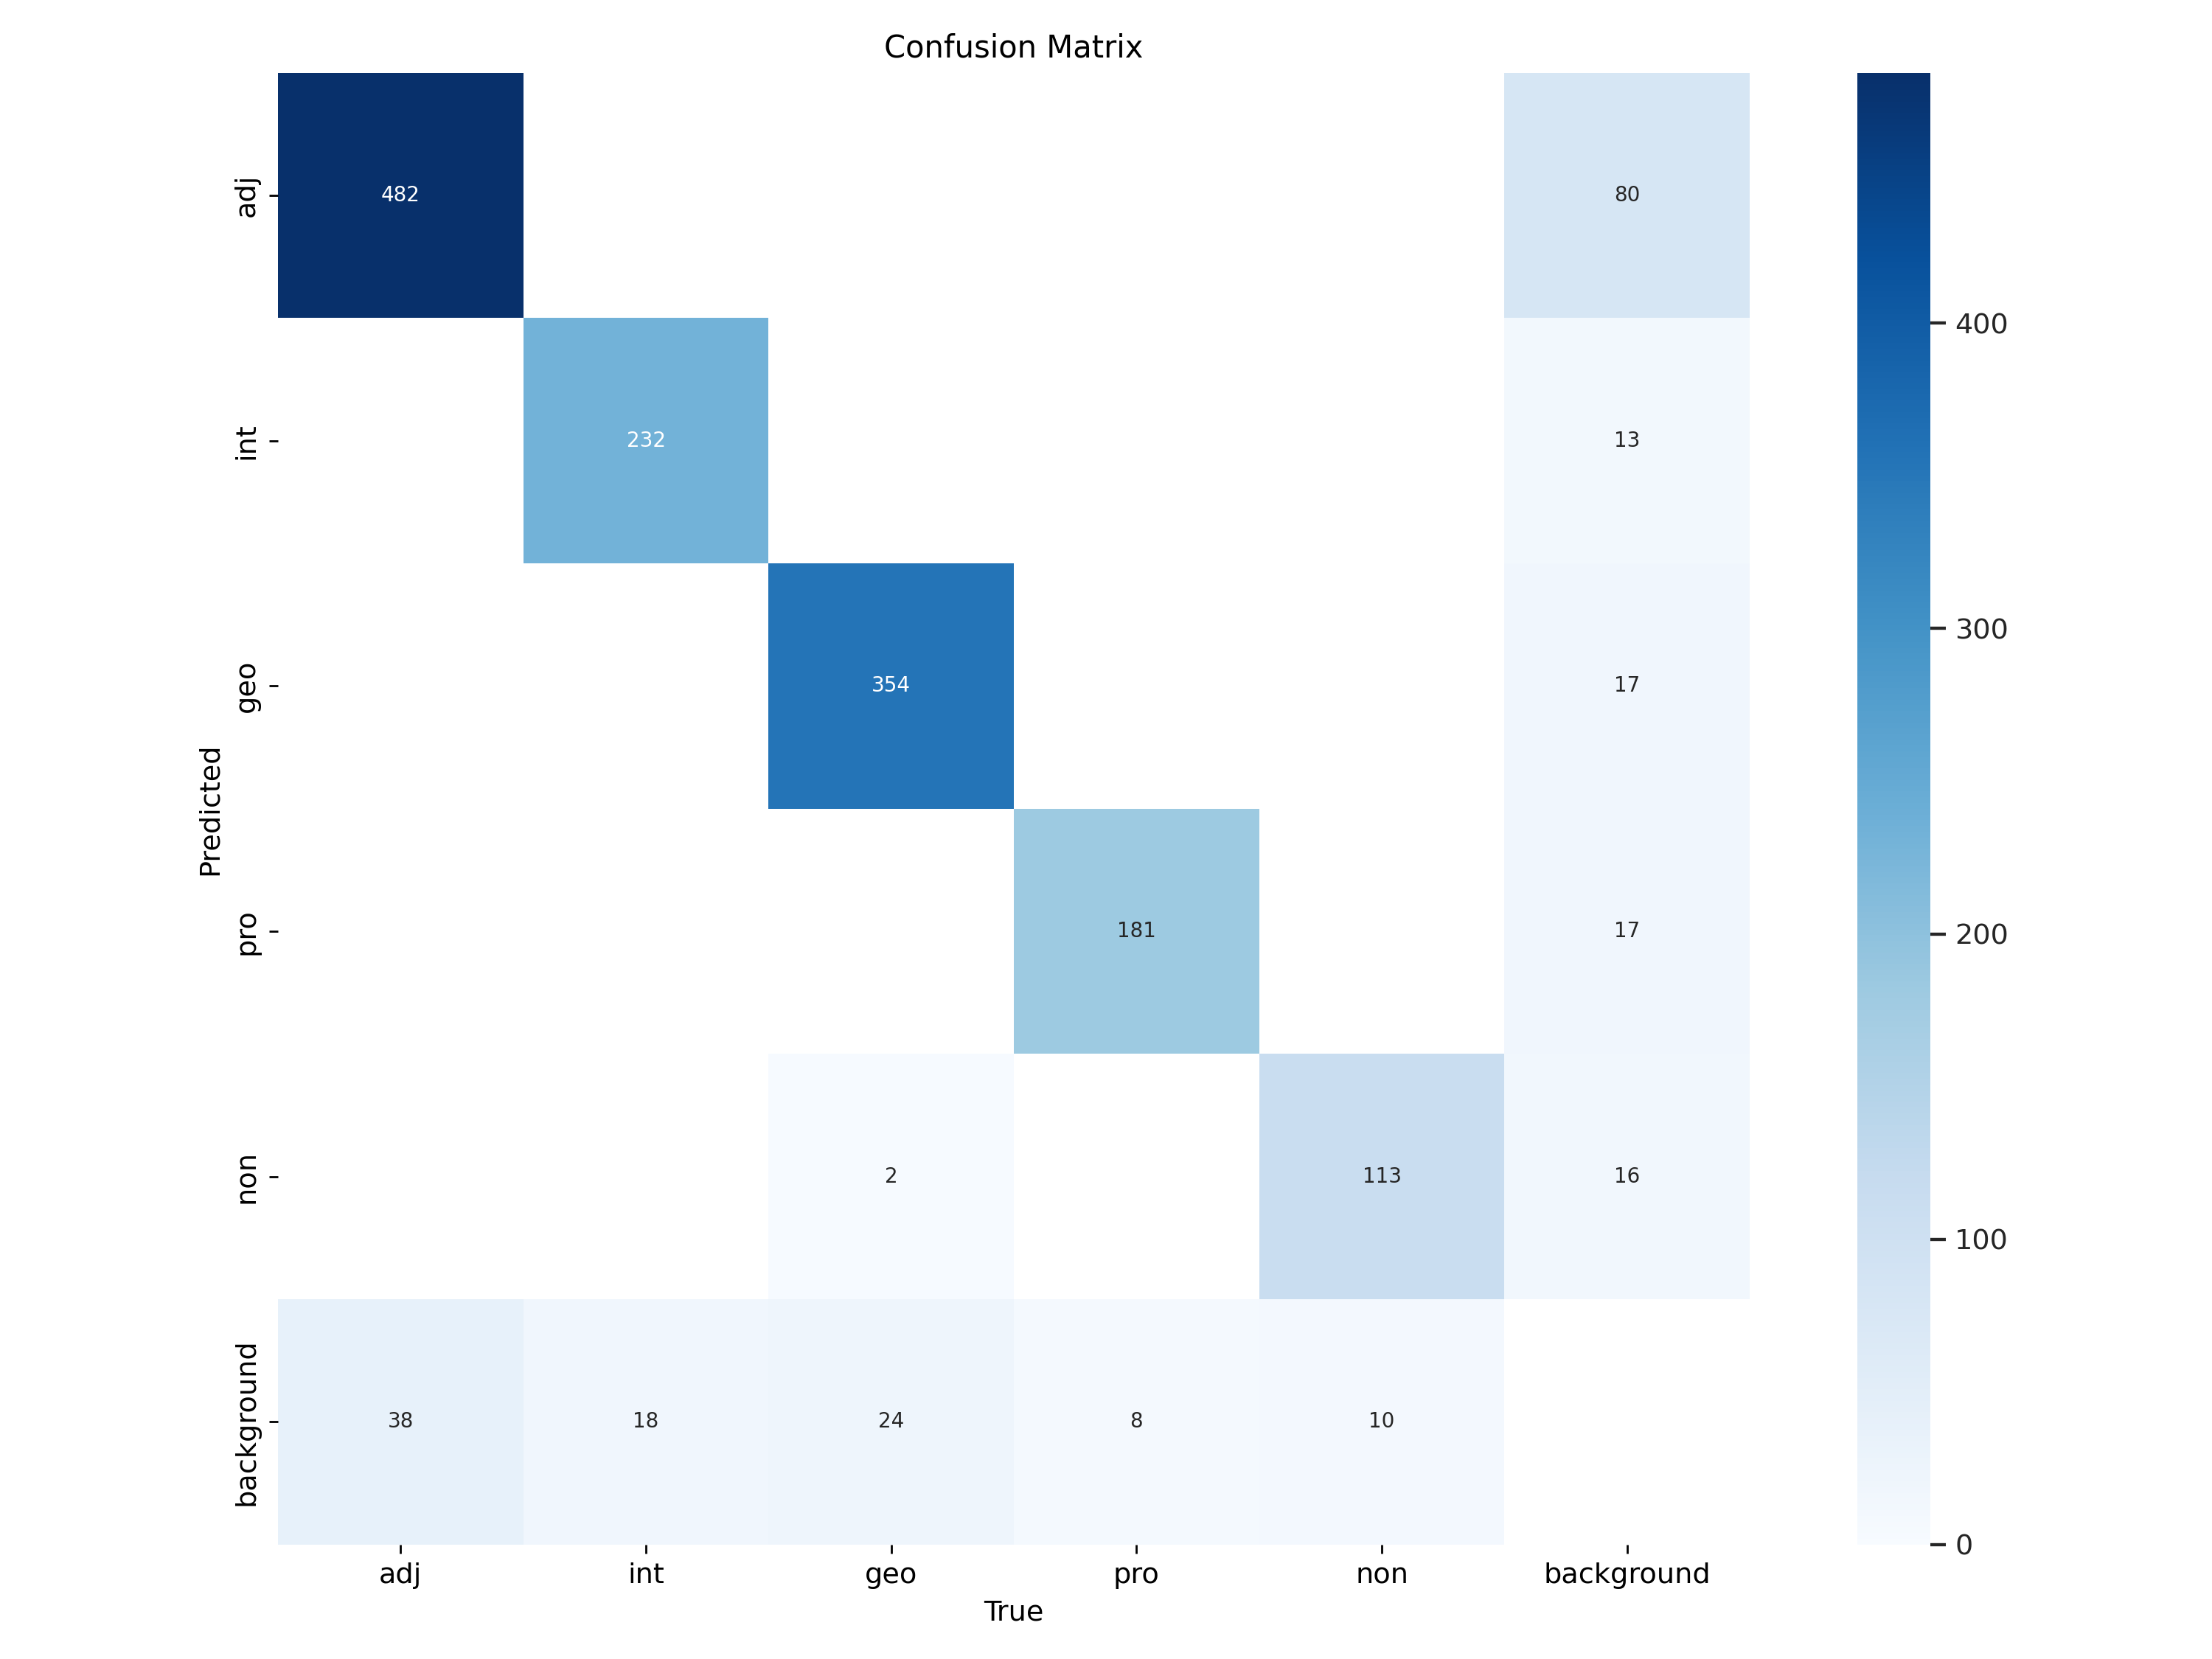 Confusion Matrix
adj
482
80
400
int
232
13
300
geo
354
17
Predicted
pro
181
17
200
non
2
113
16
100
background
38
18
24
8
10
0
adj
int
geo
pro
non
background
True